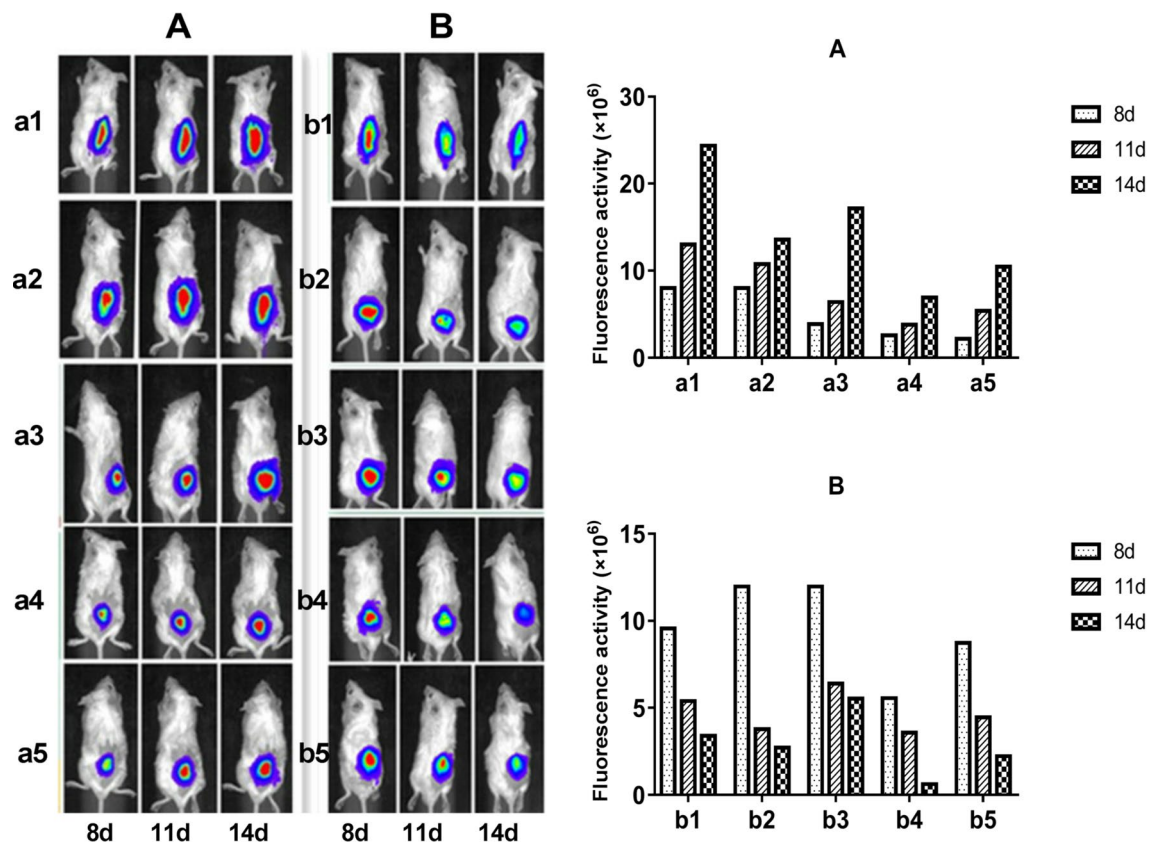 A
B
a1
b1
a2
b2
a3
b3
a4
b4
a5
b5
8d 11d 14d
8d 11d 14d
A
Fluorescence activity (×10⁶)
30
20
10
0
a1 a2 a3 a4 a5
8d
11d
14d
B
Fluorescence activity (×10⁶)
15
10
5
0
b1 b2 b3 b4 b5
8d
11d
14d